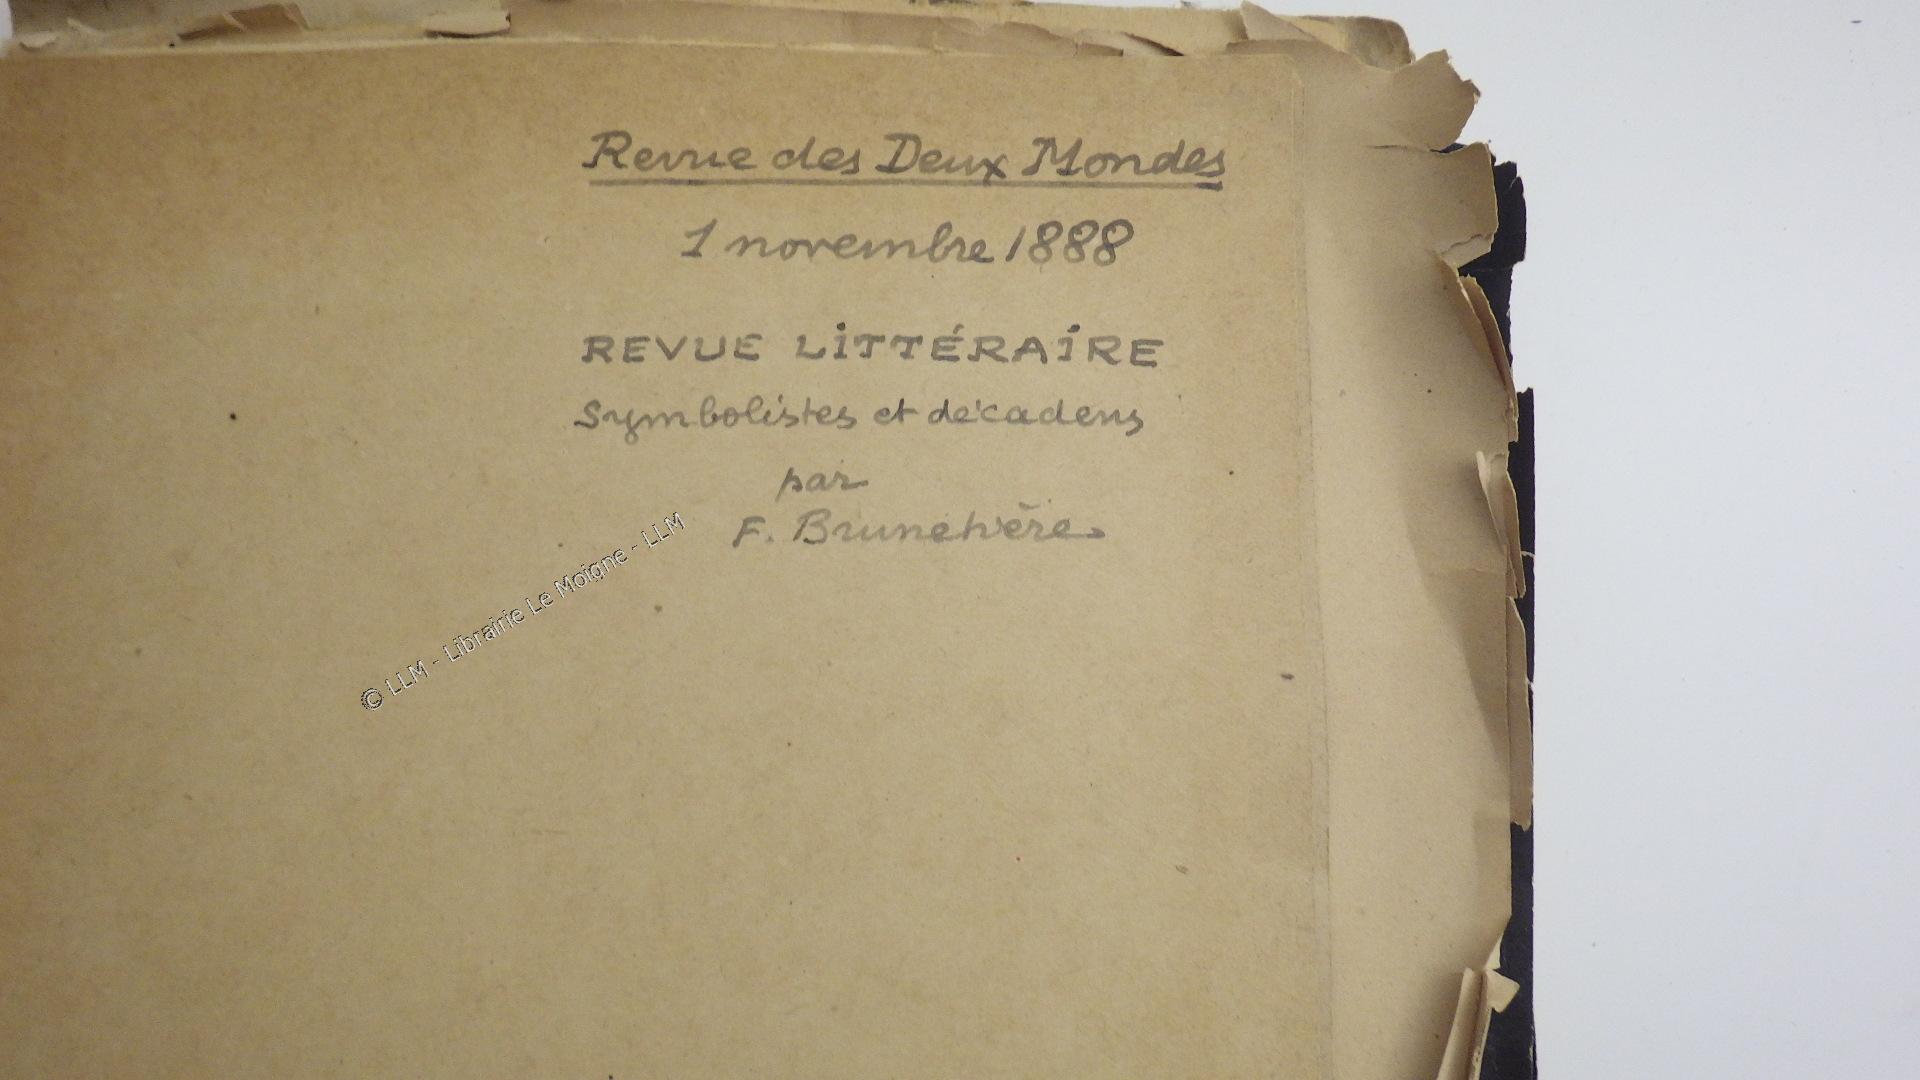 Revue des Deux Mondes
1 novembre 1888
REVUE LITTÉRAIRE
Symbolistes et décadens
par
F. Brunetière
© LLM - Librairie Le Moigne - LLM